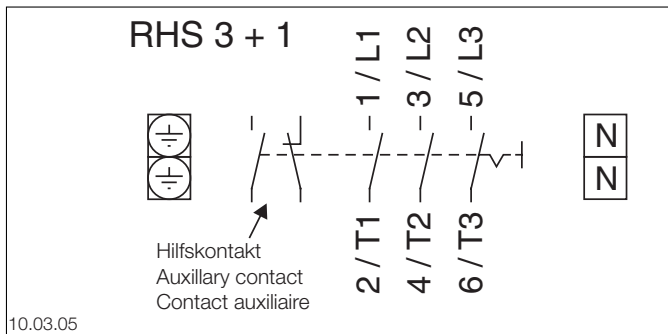 RHS 3 + 1
1 / L1
3 / L2
5 / L3
N
N
Hilfskontakt
Auxillary contact
Contact auxiliaire
2 / T1
4 / T2
6 / T3
10.03.05